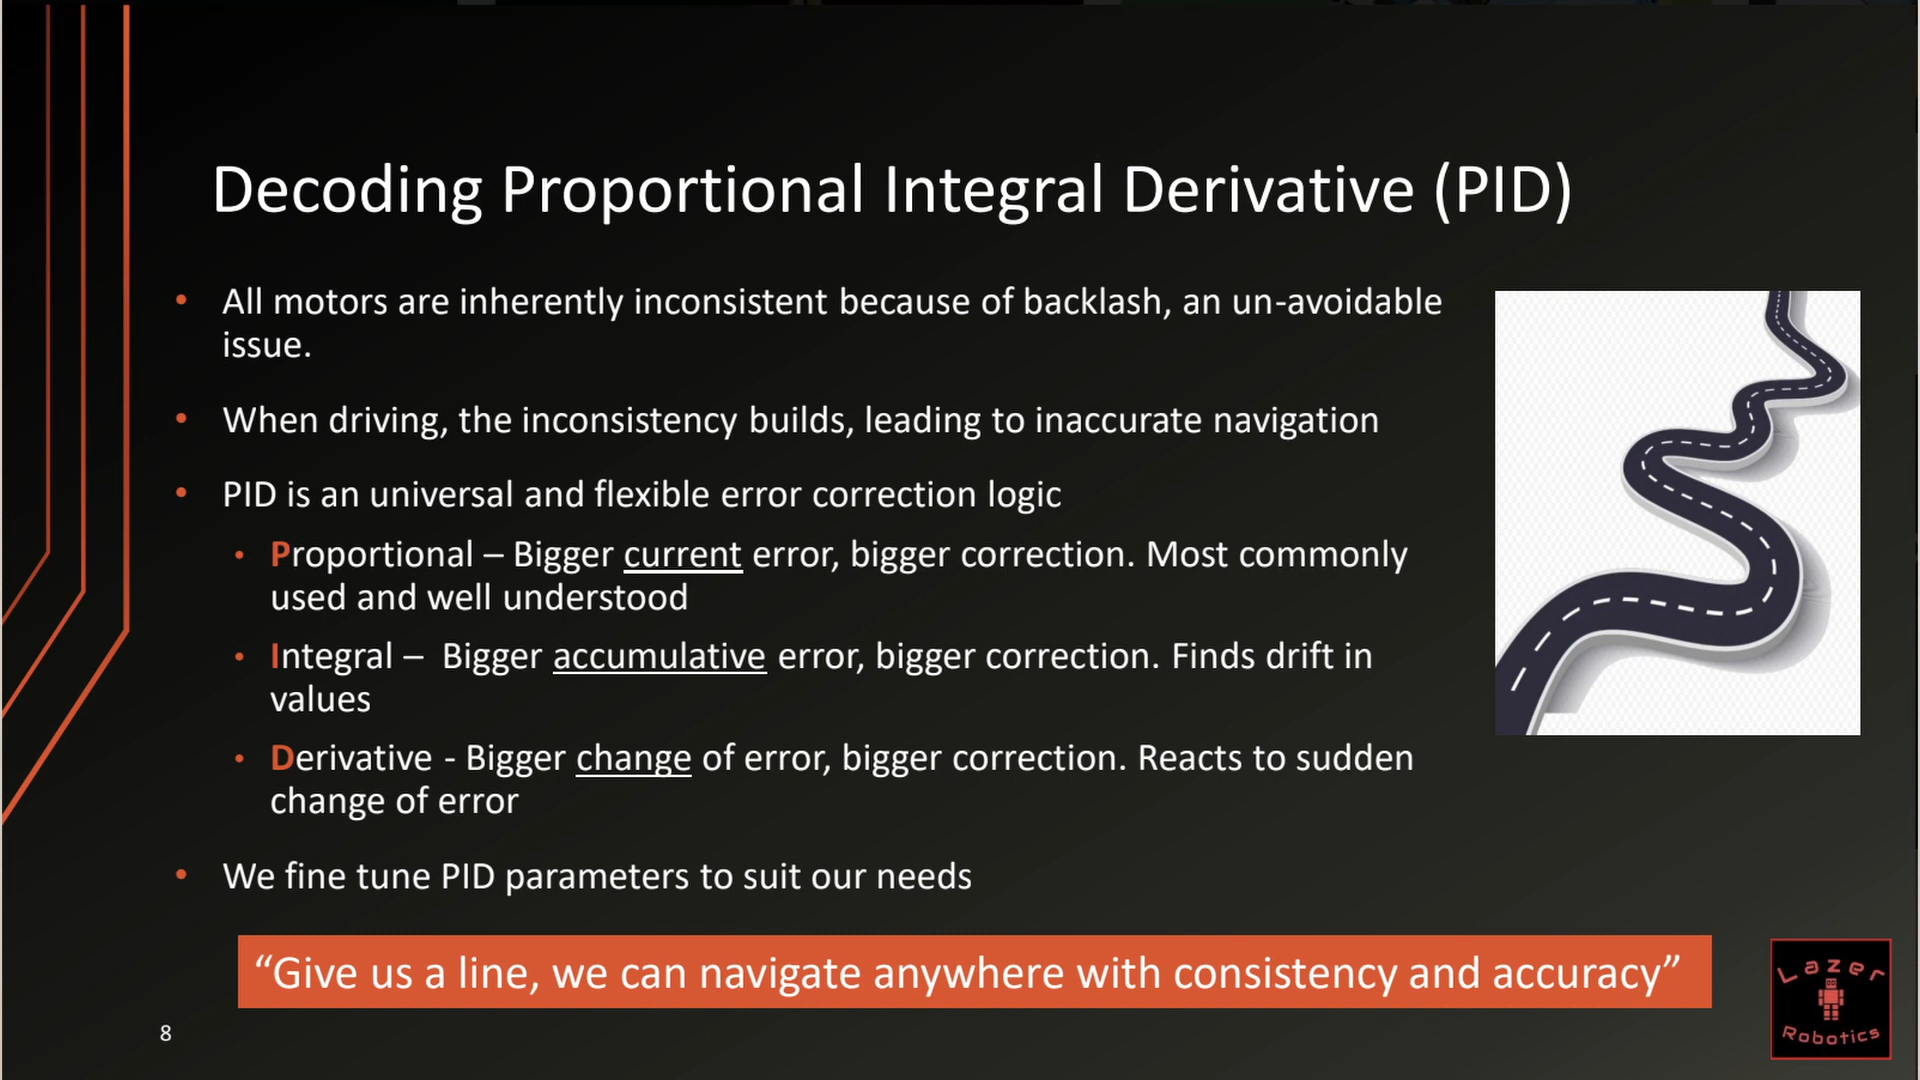 Decoding Proportional Integral Derivative (PID)
• All motors are inherently inconsistent because of backlash, an un-avoidable
issue.
• When driving, the inconsistency builds, leading to inaccurate navigation
• PID is an universal and flexible error correction logic
• Proportional – Bigger current error, bigger correction. Most commonly
used and well understood
• Integral –  Bigger accumulative error, bigger correction. Finds drift in
values
• Derivative - Bigger change of error, bigger correction. Reacts to sudden
change of error
• We fine tune PID parameters to suit our needs
“Give us a line, we can navigate anywhere with consistency and accuracy”
Lazer
Robotics
8